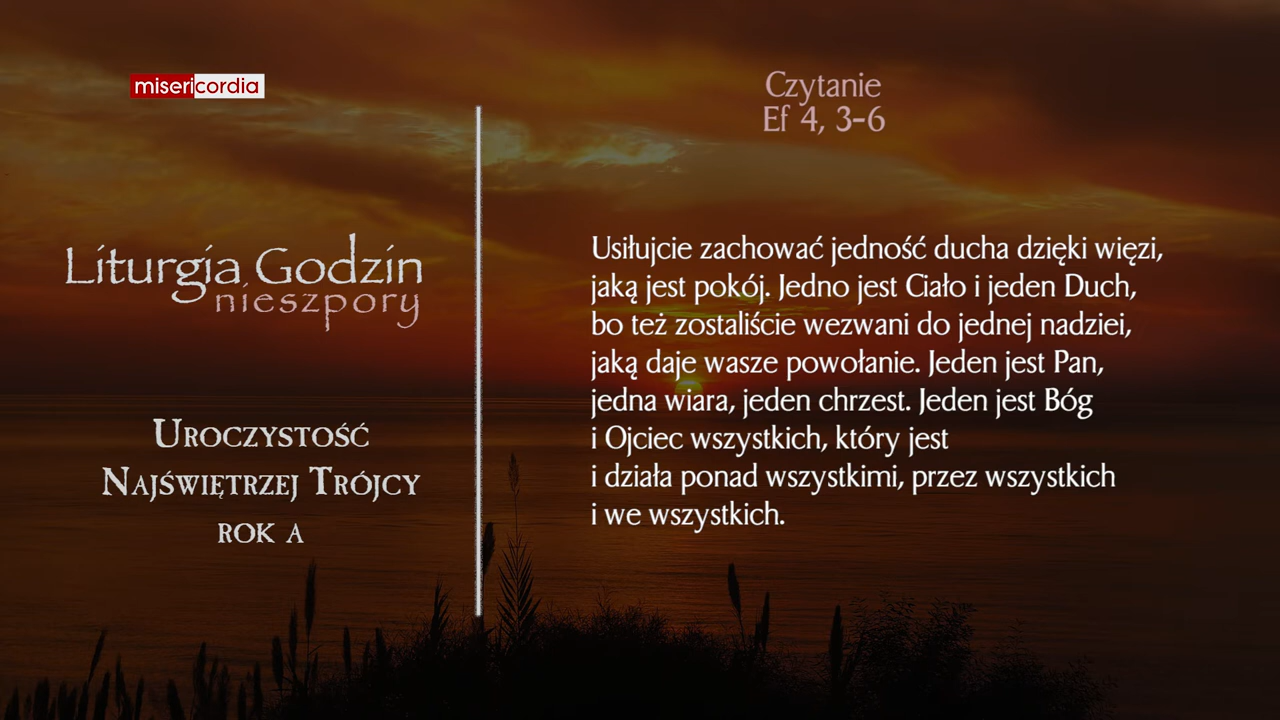 misericordia
Liturgia Godzin
nieszpory
Uroczystość
Najświętrzej Trójcy
rok A
Czytanie
Ef 4, 3-6
Usiłujcie zachować jedność ducha dzięki więzi,
jaką jest pokój. Jedno jest Ciało i jeden Duch,
bo też zostaliście wezwani do jednej nadziei,
jaką daje wasze powołanie. Jeden jest Pan,
jedna wiara, jeden chrzest. Jeden jest Bóg
i Ojciec wszystkich, który jest
i działa ponad wszystkimi, przez wszystkich
i we wszystkich.